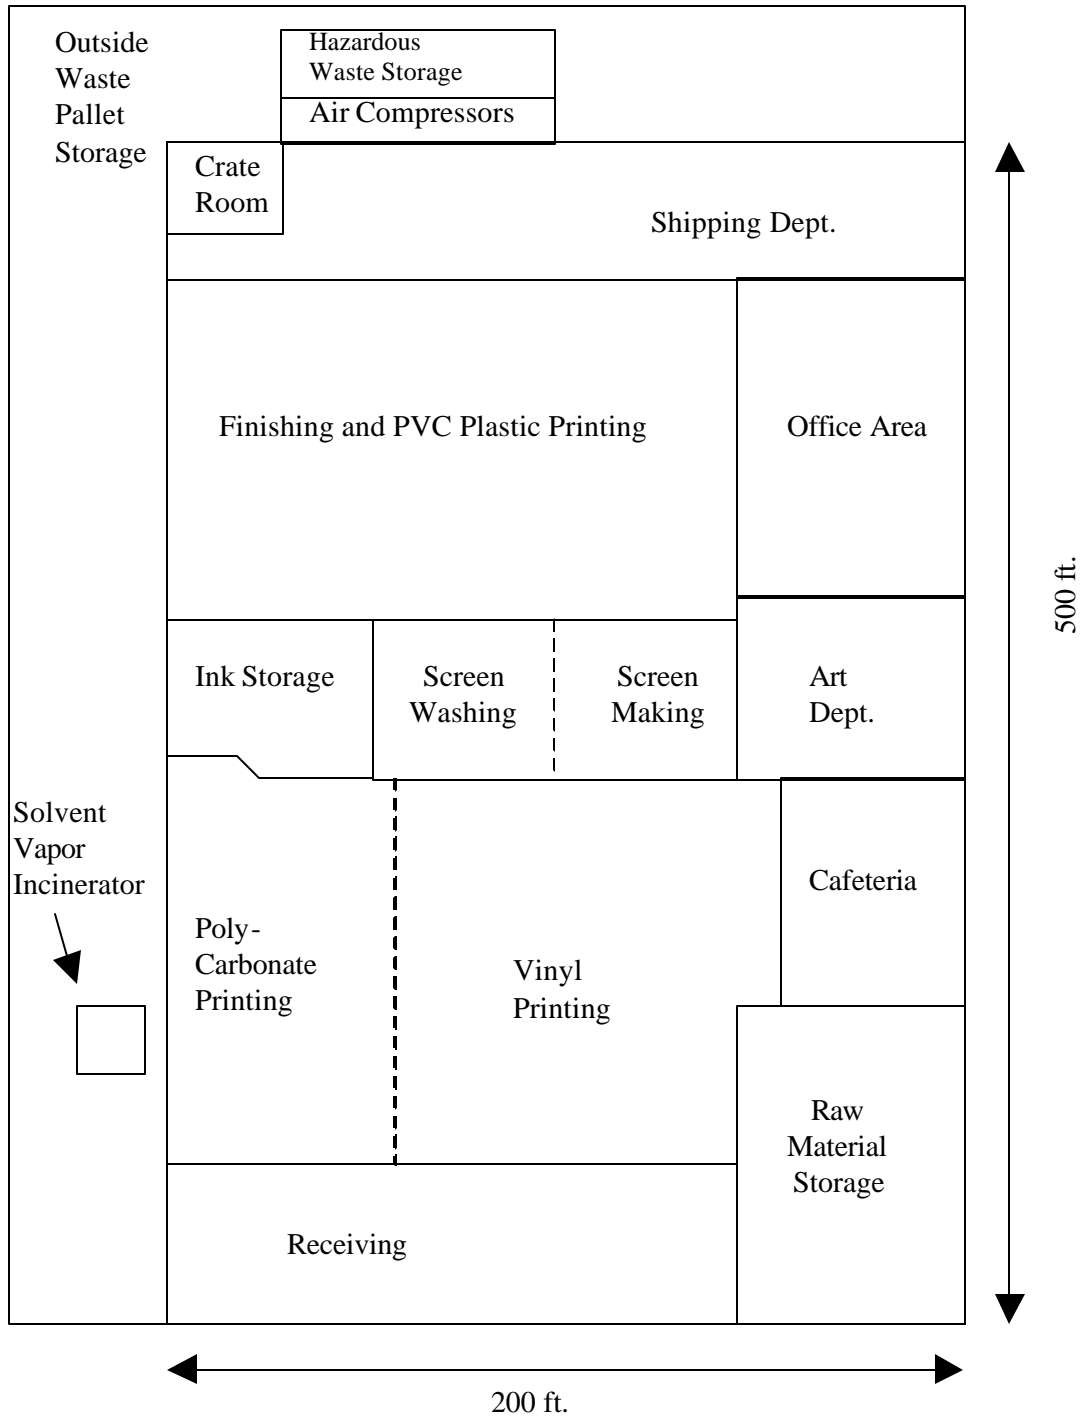 Outside
Waste
Pallet
Storage
Hazardous
Waste Storage
Air Compressors
Crate
Room
Shipping Dept.
Finishing and PVC Plastic Printing
Office Area
500 ft.
Ink Storage
Screen
Washing
Screen
Making
Art
Dept.
Solvent
Vapor
Incinerator
Cafeteria
Poly-
Carbonate
Printing
Vinyl
Printing
Raw
Material
Storage
Receiving
200 ft.